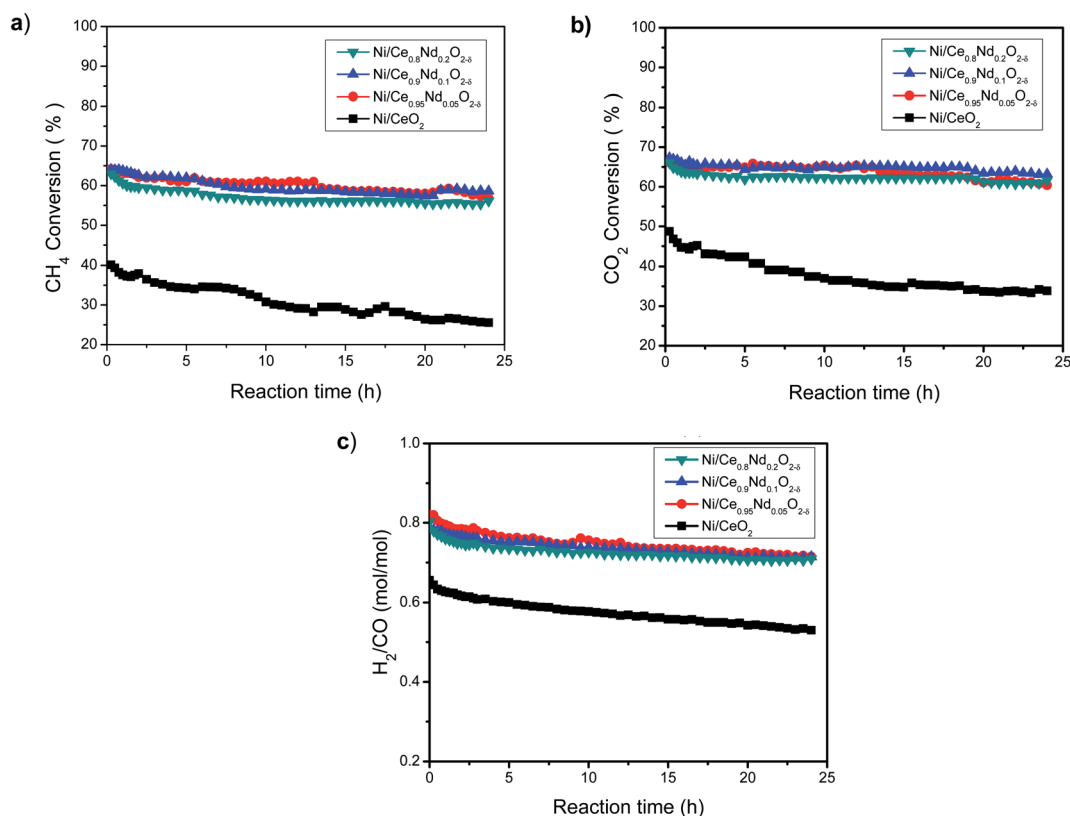 a)
100
90
80
70
60
50
40
30
20
CH₄ Conversion ( % )
Ni/Ce₀.₈Nd₀.₂O₂₋δ
Ni/Ce₀.₉Nd₀.₁O₂₋δ
Ni/Ce₀.₉₅Nd₀.₀₅O₂₋δ
Ni/CeO₂
0 5 10 15 20 25
Reaction time (h)
b)
100
90
80
70
60
50
40
30
20
CO₂ Conversion ( % )
Ni/Ce₀.₈Nd₀.₂O₂₋δ
Ni/Ce₀.₉Nd₀.₁O₂₋δ
Ni/Ce₀.₉₅Nd₀.₀₅O₂₋δ
Ni/CeO₂
0 5 10 15 20 25
Reaction time (h)
c)
1.0
0.8
0.6
0.4
0.2
H₂/CO (mol/mol)
Ni/Ce₀.₈Nd₀.₂O₂₋δ
Ni/Ce₀.₉Nd₀.₁O₂₋δ
Ni/Ce₀.₉₅Nd₀.₀₅O₂₋δ
Ni/CeO₂
0 5 10 15 20 25
Reaction time (h)